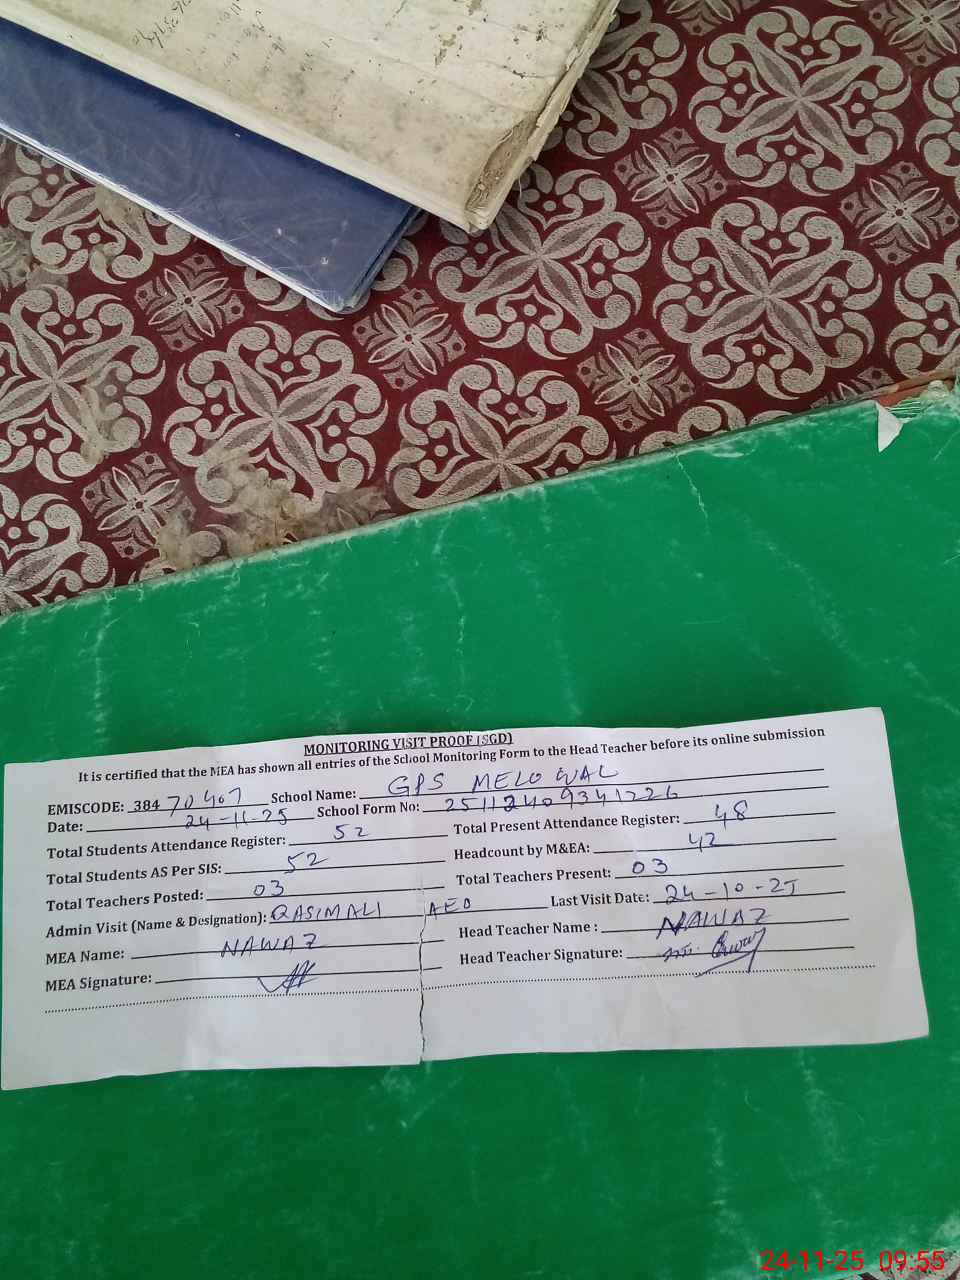 MONITORING VISIT PROOF (SGD)
It is certified that the MEA has shown all entries of the School Monitoring Form to the Head Teacher before its online submission
EMISCODE: 384 70407 School Name: GPS MELOWAL
Date: 24-11-25 School Form No: 25112409341226
Total Students Attendance Register: 52 Total Present Attendance Register: 48
Total Students AS Per SIS: 52 Headcount by M&EA: 42
Total Teachers Posted: 03 Total Teachers Present: 03
Admin Visit (Name & Designation): QASIM ALI AEO Last Visit Date: 24-10-25
MEA Name: NAWAZ Head Teacher Name : NAWAZ
MEA Signature: Head Teacher Signature:
24-11-25 09:55